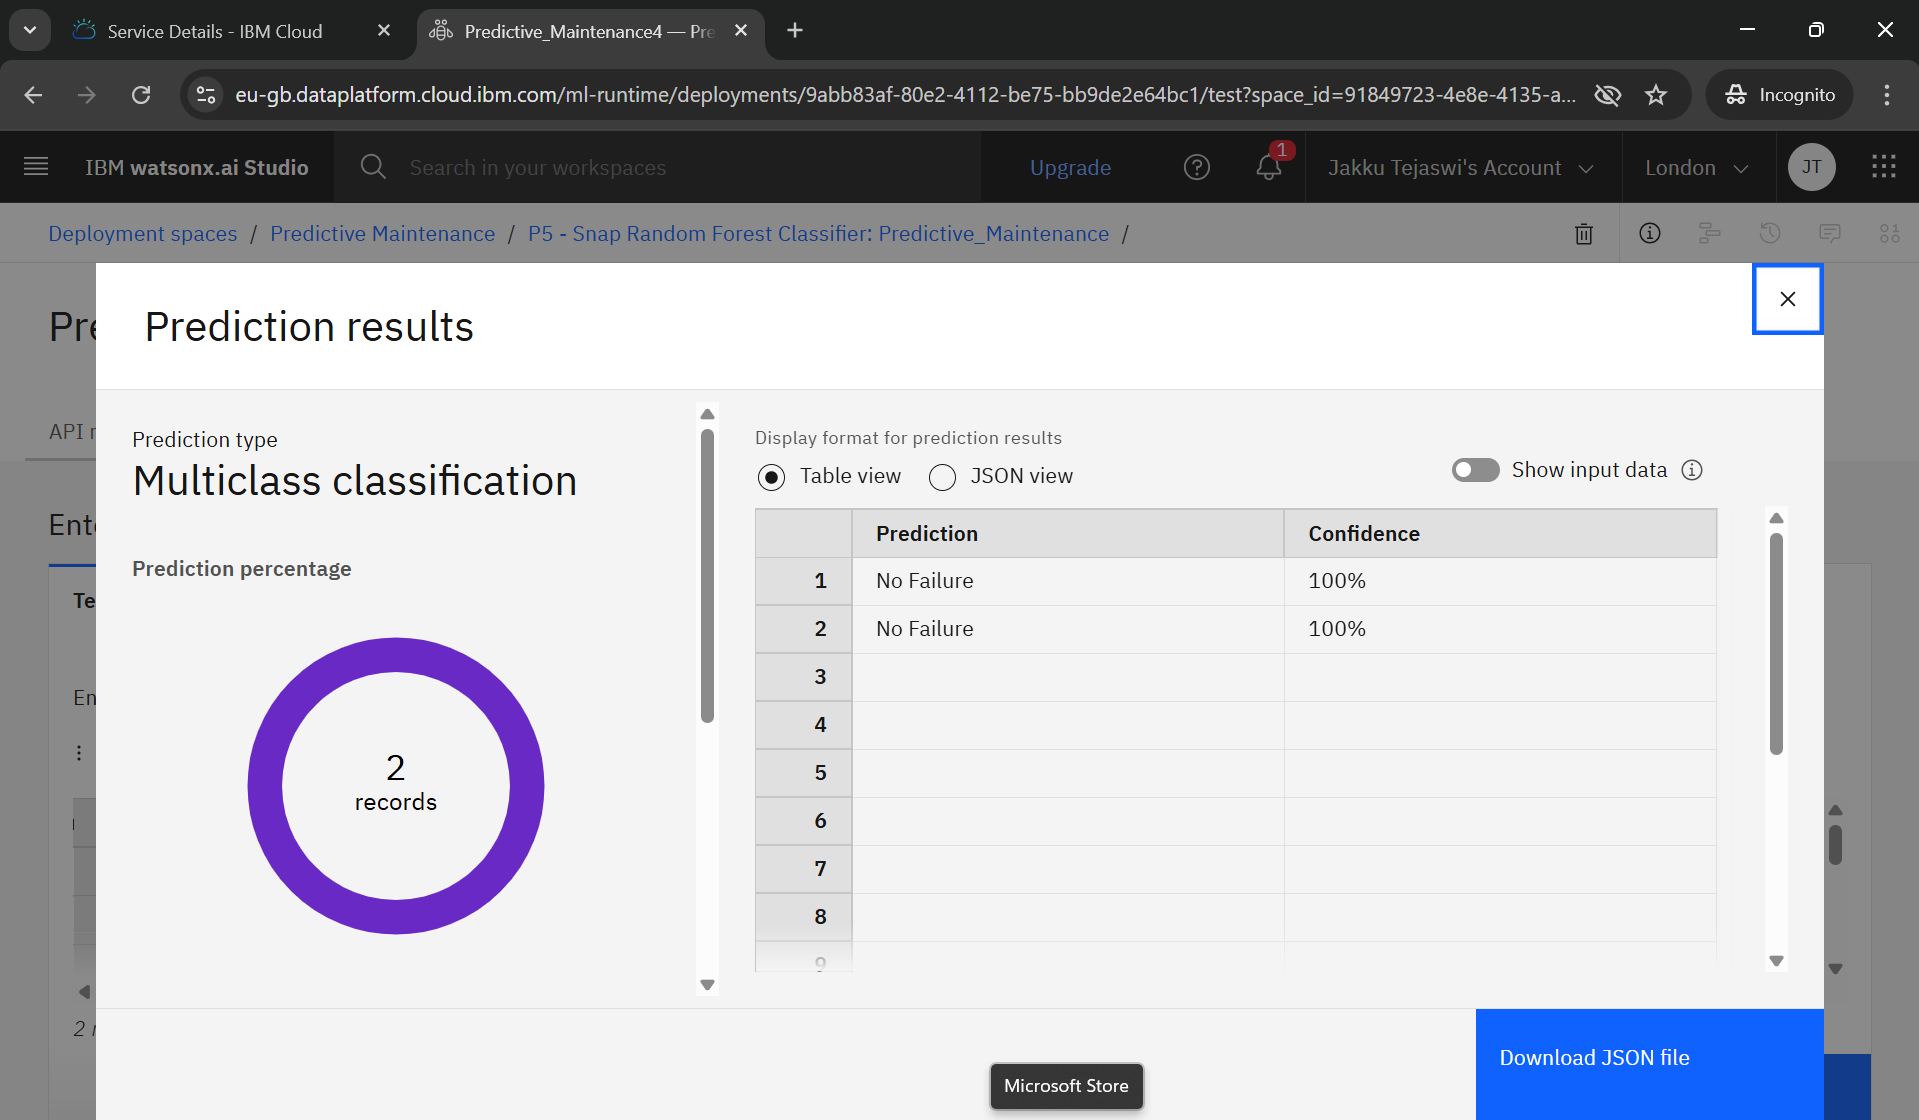 Service Details - IBM Cloud
Predictive_Maintenance4 — Pre
eu-gb.dataplatform.cloud.ibm.com/ml-runtime/deployments/9abb83af-80e2-4112-be75-bb9de2e64bc1/test?space_id=91849723-4e8e-4135-a...
Incognito
IBM watsonx.ai Studio
Search in your workspaces
Upgrade
1
Jakku Tejaswi's Account
London
JT
Deployment spaces / Predictive Maintenance / P5 - Snap Random Forest Classifier: Predictive_Maintenance /
Pre
Prediction results
API r
Prediction type
Multiclass classification
Display format for prediction results
Table view
JSON view
Show input data
Ente
Prediction Confidence
Prediction percentage
1 No Failure 100%
Te
2 No Failure 100%
3
En
4
5
2
records
6
7
8
9
2 r
Download JSON file
Microsoft Store